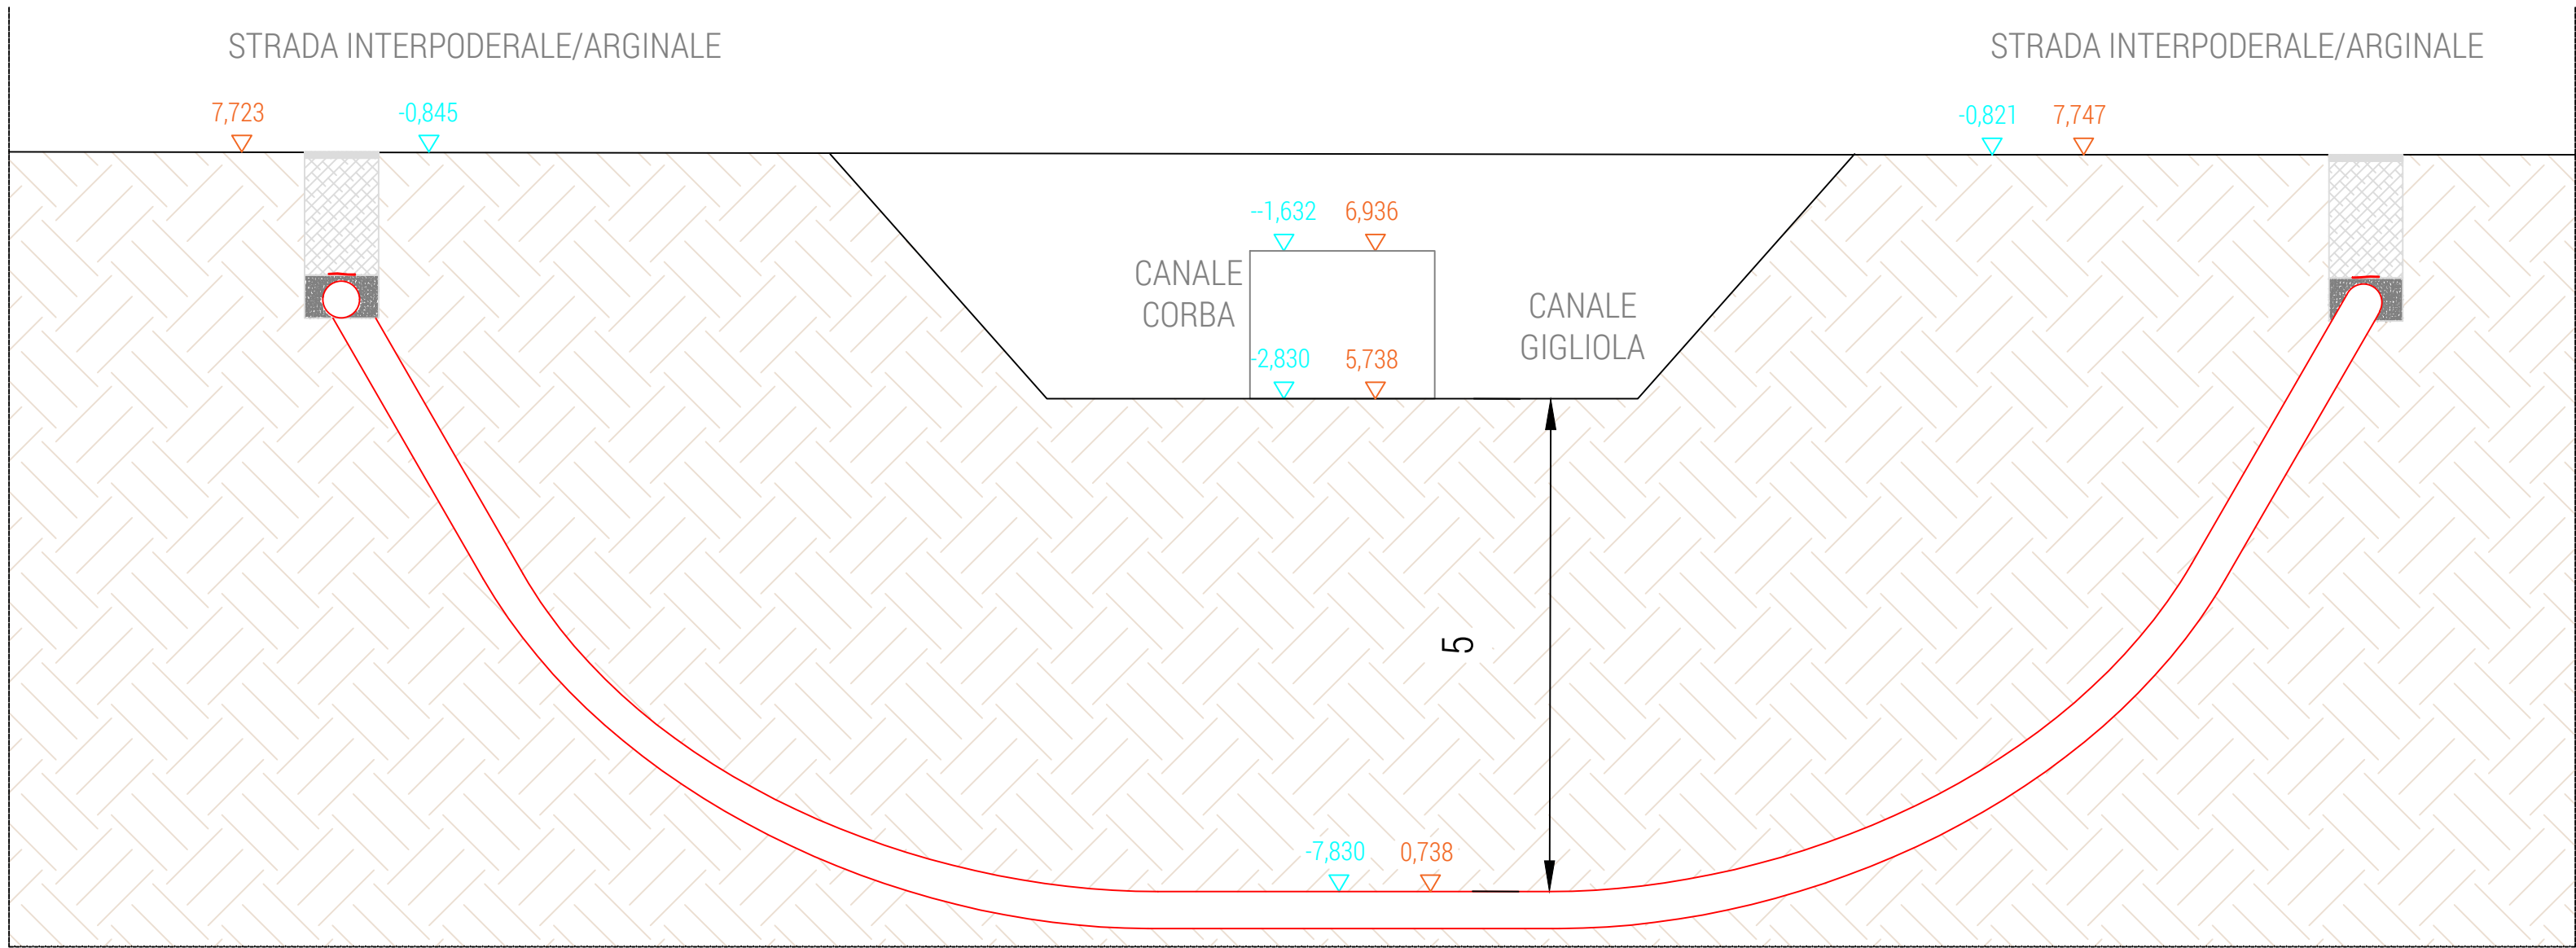 STRADA INTERPODERALE/ARGINALE
STRADA INTERPODERALE/ARGINALE
7,723
-0,845
-0,821
7,747
--1,632
6,936
CANALE
CORBA
CANALE
GIGLIOLA
-2,830
5,738
5
-7,830
0,738